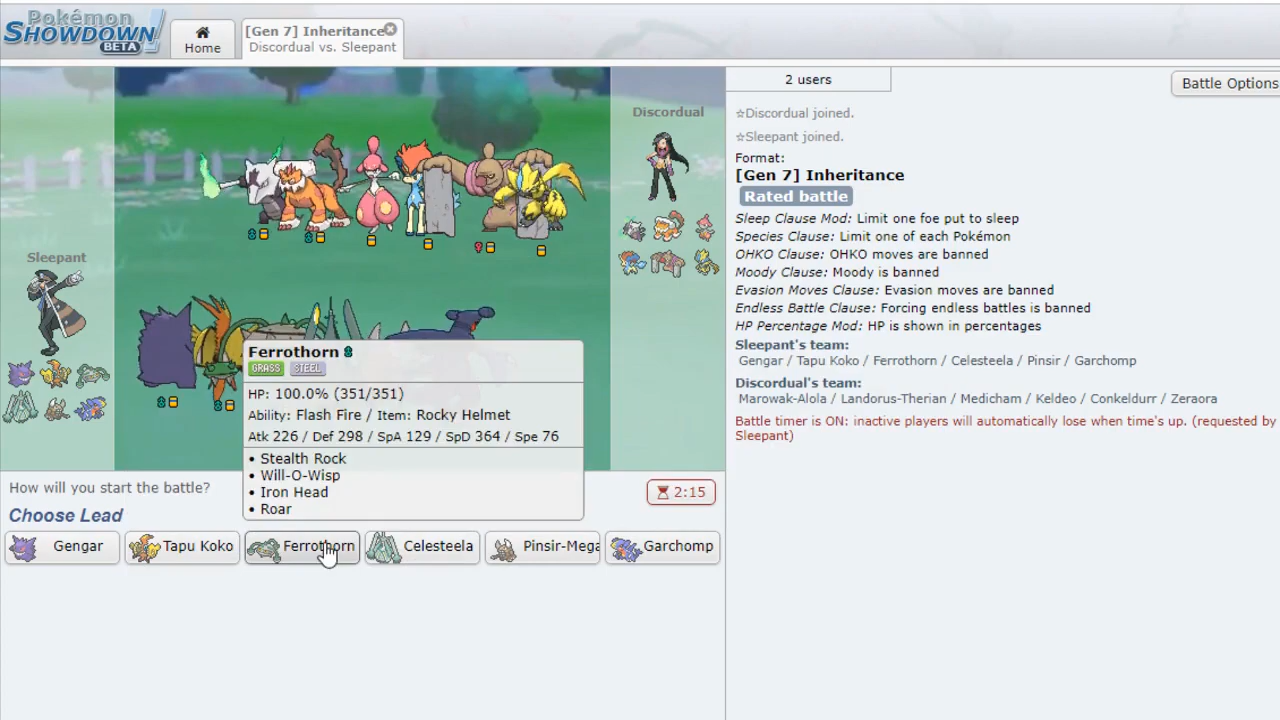 Pokémon
SHOWDOWN!
BETA
Home
[Gen 7] Inheritance
Discordual vs. Sleepant
Discordual
Sleepant
Ferrothorn
GRASS STEEL
HP: 100.0% (351/351)
Ability: Flash Fire / Item: Rocky Helmet
Atk 226 / Def 298 / SpA 129 / SpD 364 / Spe 76
• Stealth Rock
• Will-O-Wisp
• Iron Head
• Roar
How will you start the battle?
2:15
Choose Lead
Gengar
Tapu Koko
Ferrothorn
Celesteela
Pinsir-Mega
Garchomp
2 users
Battle Options
☆Discordual joined.
☆Sleepant joined.
Format:
[Gen 7] Inheritance
Rated battle
Sleep Clause Mod: Limit one foe put to sleep
Species Clause: Limit one of each Pokémon
OHKO Clause: OHKO moves are banned
Moody Clause: Moody is banned
Evasion Moves Clause: Evasion moves are banned
Endless Battle Clause: Forcing endless battles is banned
HP Percentage Mod: HP is shown in percentages
Sleepant's team:
Gengar / Tapu Koko / Ferrothorn / Celesteela / Pinsir / Garchomp
Discordual's team:
Marowak-Alola / Landorus-Therian / Medicham / Keldeo / Conkeldurr / Zeraora
Battle timer is ON: inactive players will automatically lose when time's up. (requested by
Sleepant)